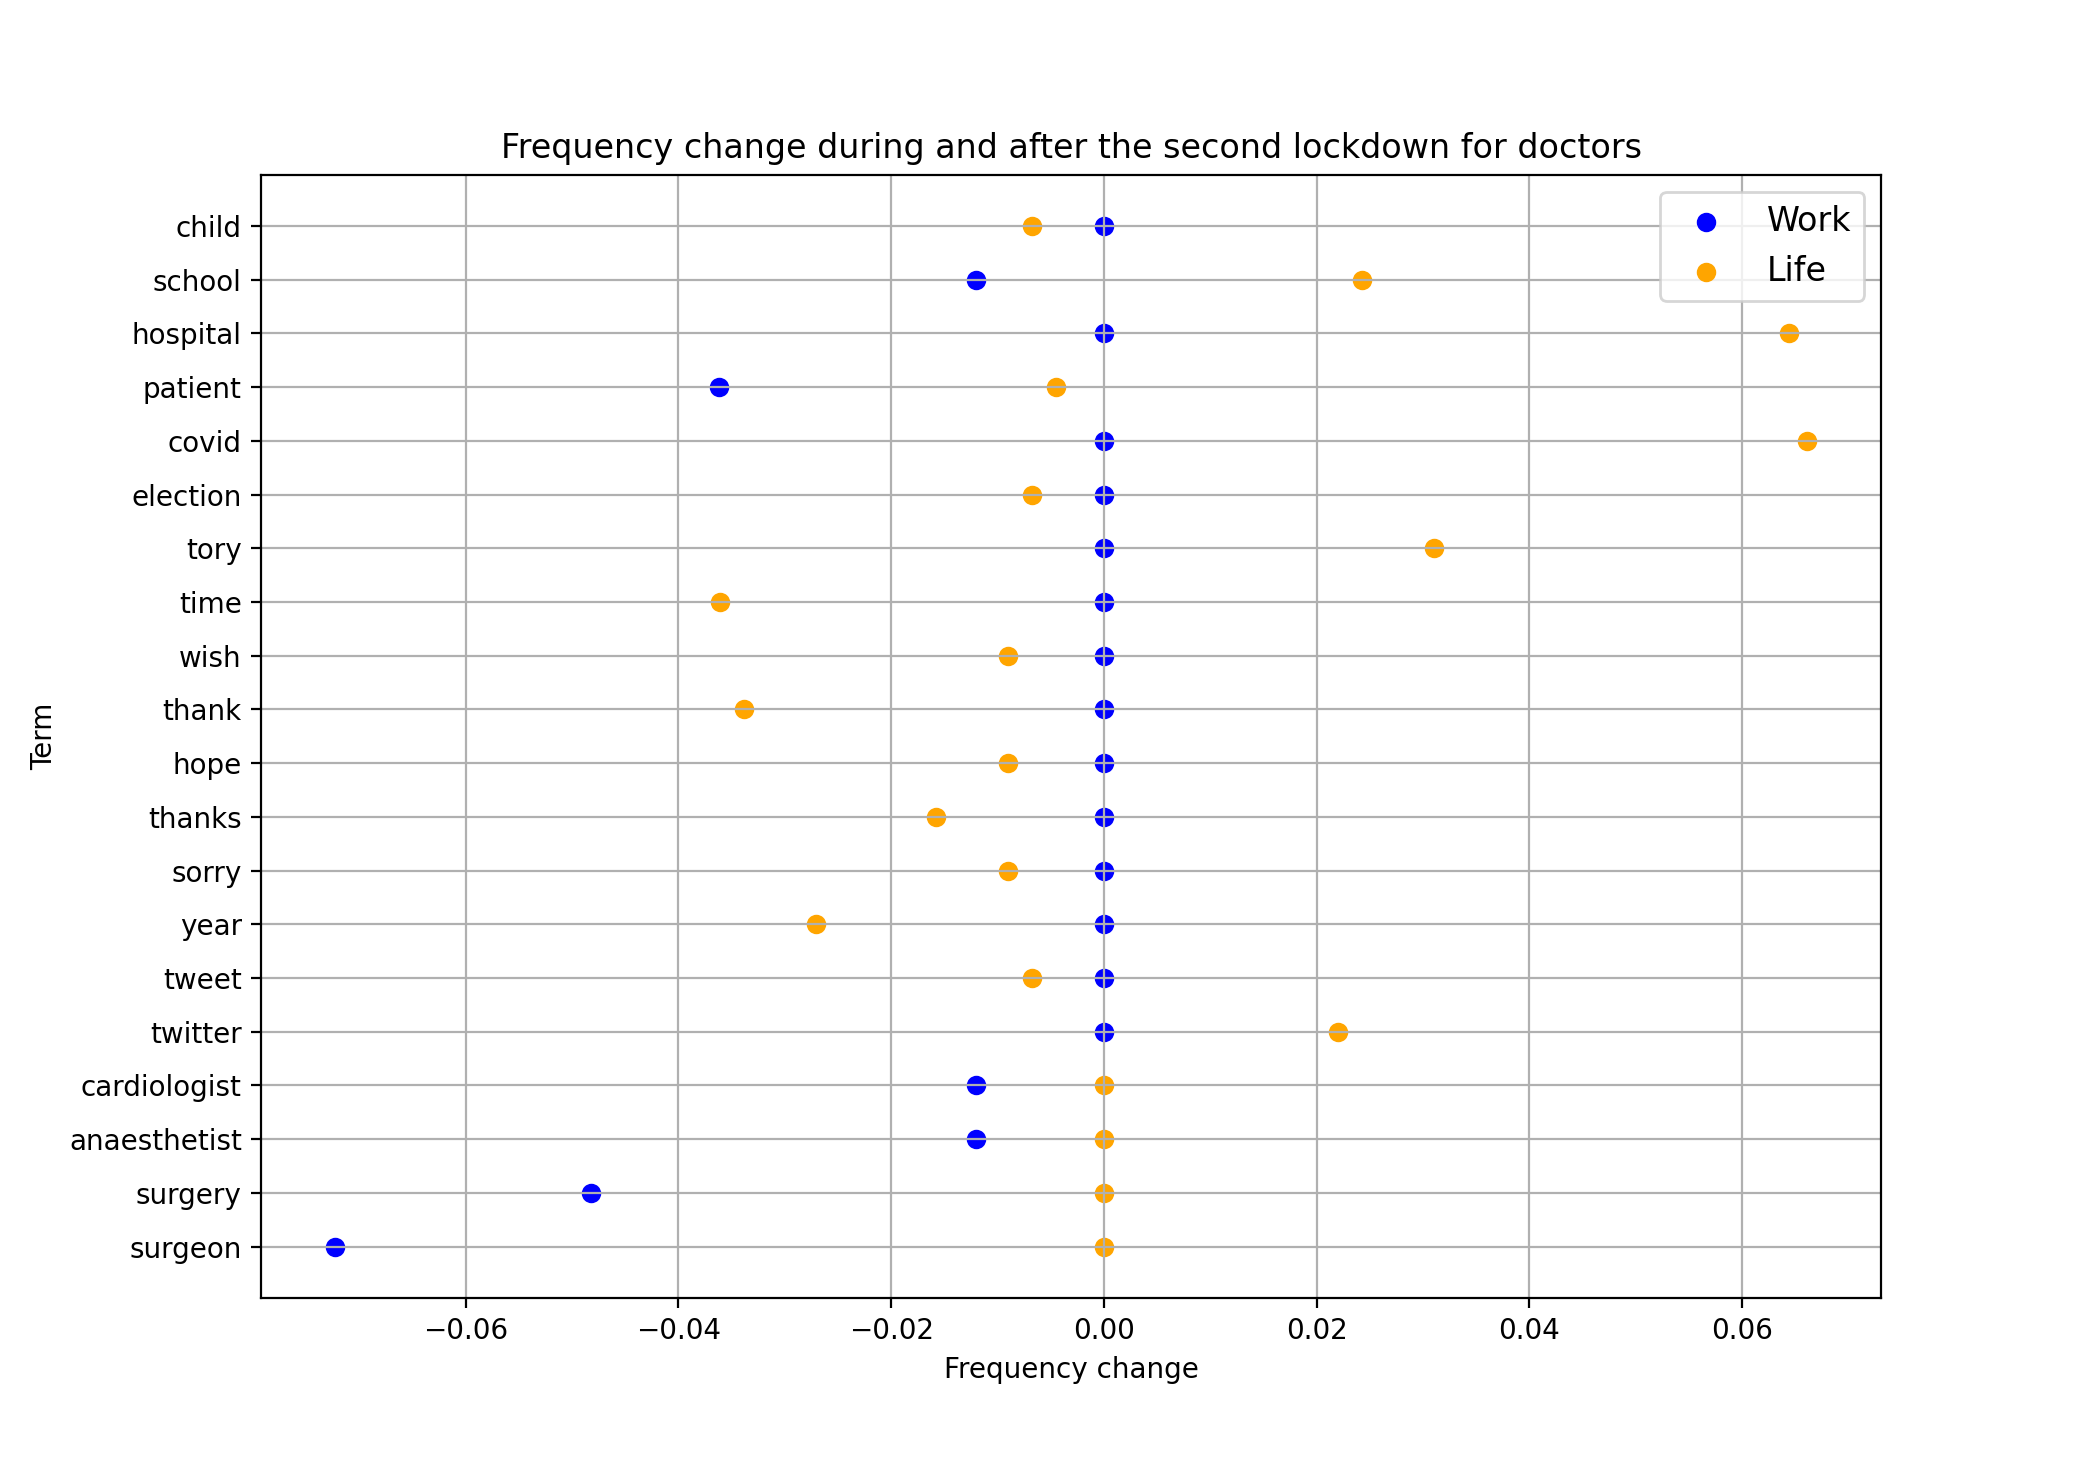 Frequency change during and after the second lockdown for doctors
Work
Life
child
school
hospital
patient
covid
election
tory
time
wish
thank
hope
thanks
sorry
year
tweet
twitter
cardiologist
anaesthetist
surgery
surgeon
Term
−0.06 −0.04 −0.02 0.00 0.02 0.04 0.06
Frequency change